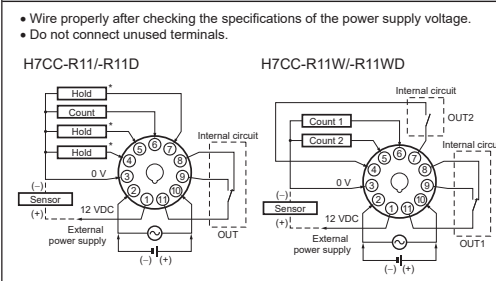 • Wire properly after checking the specifications of the power supply voltage.
• Do not connect unused terminals.
H7CC-R11/-R11D
Hold *
Count
Hold *
Hold *
Internal circuit
5 6 7
4 8
3 9
2 10
1 11
0 V
(−)
Sensor
(+)
12 VDC
External
power supply
OUT
(−) (+)
H7CC-R11W/-R11WD
Internal circuit
OUT2
Count 1
Count 2
Internal circu
5 6 7
4 8
3 9
2 10
1 11
0 V
(−)
Sensor
(+)
12 VDC
External
power supply
OUT1
(−) (+)